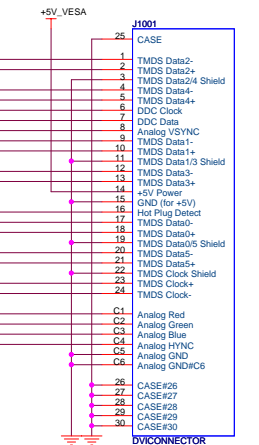 +5V_VESA
J1001
25 CASE
1 TMDS Data2-
2 TMDS Data2+
3 TMDS Data2/4 Shield
4 TMDS Data4-
5 TMDS Data4+
6 DDC Clock
7 DDC Data
8 Analog VSYNC
9 TMDS Data1-
10 TMDS Data1+
11 TMDS Data1/3 Shield
12 TMDS Data3-
13 TMDS Data3+
14 +5V Power
15 GND (for +5V)
16 Hot Plug Detect
17 TMDS Data0-
18 TMDS Data0+
19 TMDS Data0/5 Shield
20 TMDS Data5-
21 TMDS Data5+
22 TMDS Clock Shield
23 TMDS Clock+
24 TMDS Clock-
C1 Analog Red
C2 Analog Green
C3 Analog Blue
C4 Analog HYNC
C5 Analog GND
C6 Analog GND#C6
26 CASE#26
27 CASE#27
28 CASE#28
29 CASE#29
30 CASE#30
DVICONNECTOR